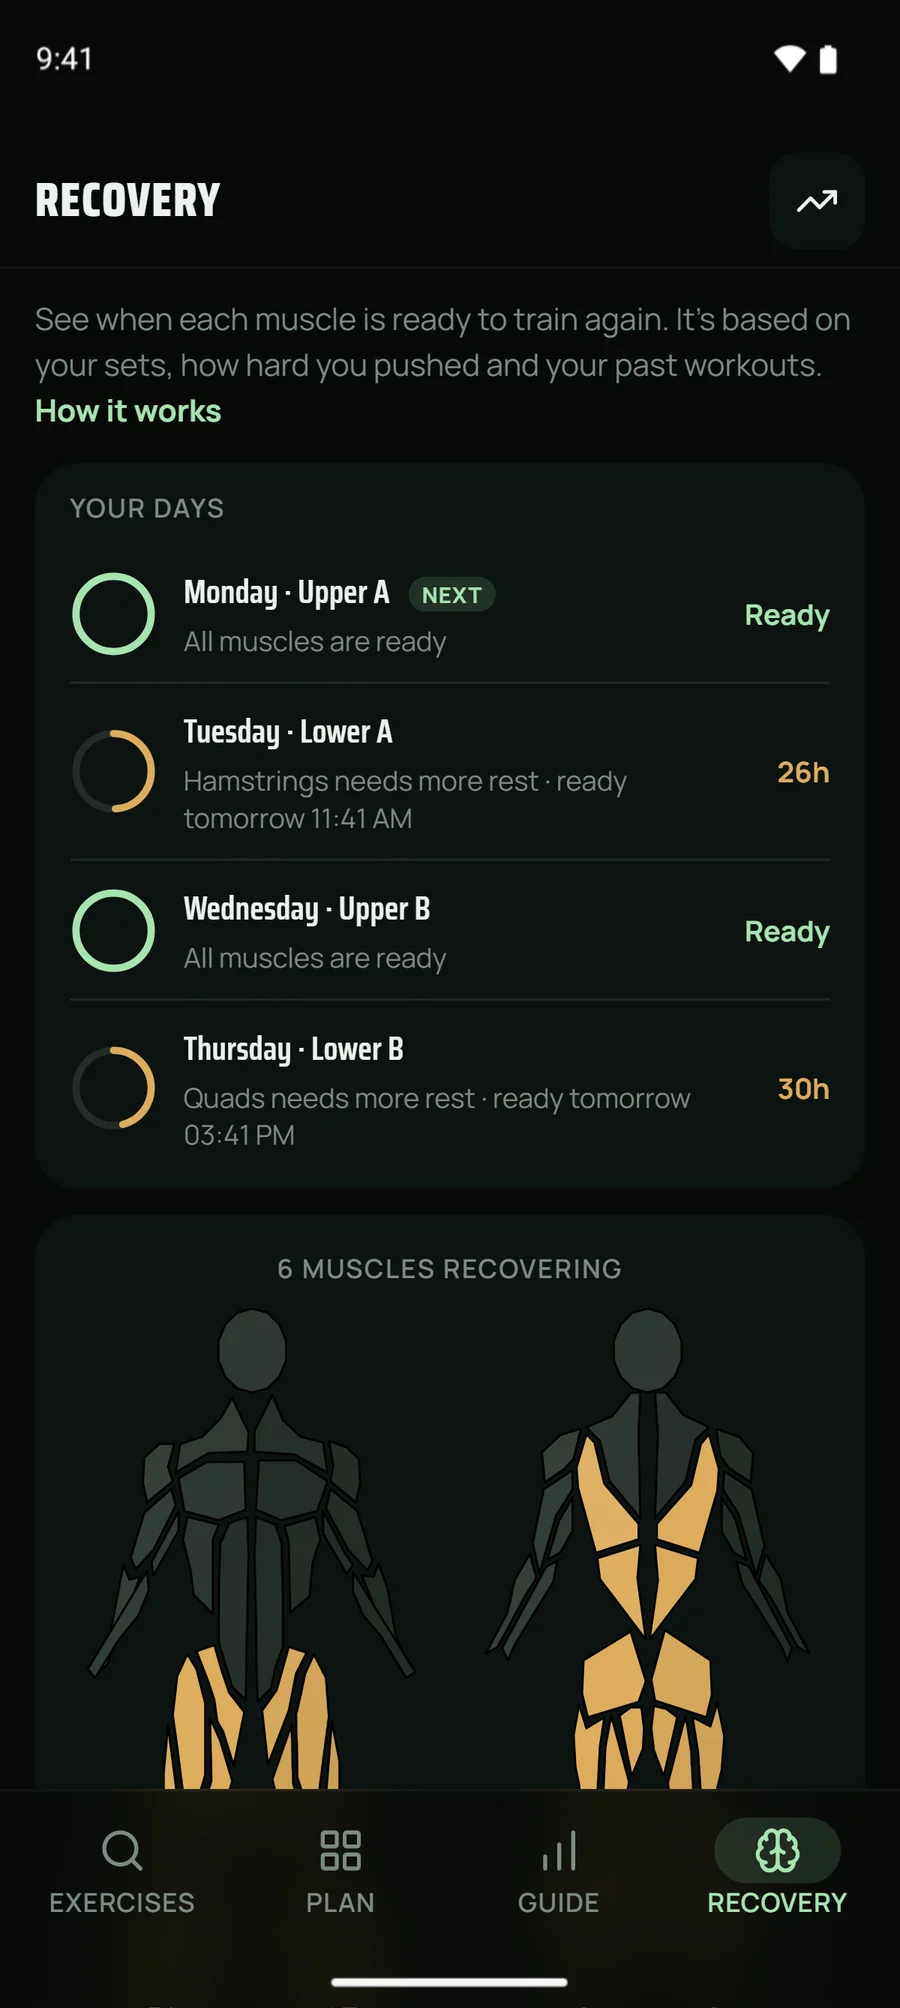 9:41
RECOVERY
See when each muscle is ready to train again. It's based on
your sets, how hard you pushed and your past workouts.
How it works
YOUR DAYS
Monday · Upper A NEXT
All muscles are ready
Ready
Tuesday · Lower A
Hamstrings needs more rest · ready
tomorrow 11:41 AM
26h
Wednesday · Upper B
All muscles are ready
Ready
Thursday · Lower B
Quads needs more rest · ready tomorrow
03:41 PM
30h
6 MUSCLES RECOVERING
EXERCISES
PLAN
GUIDE
RECOVERY